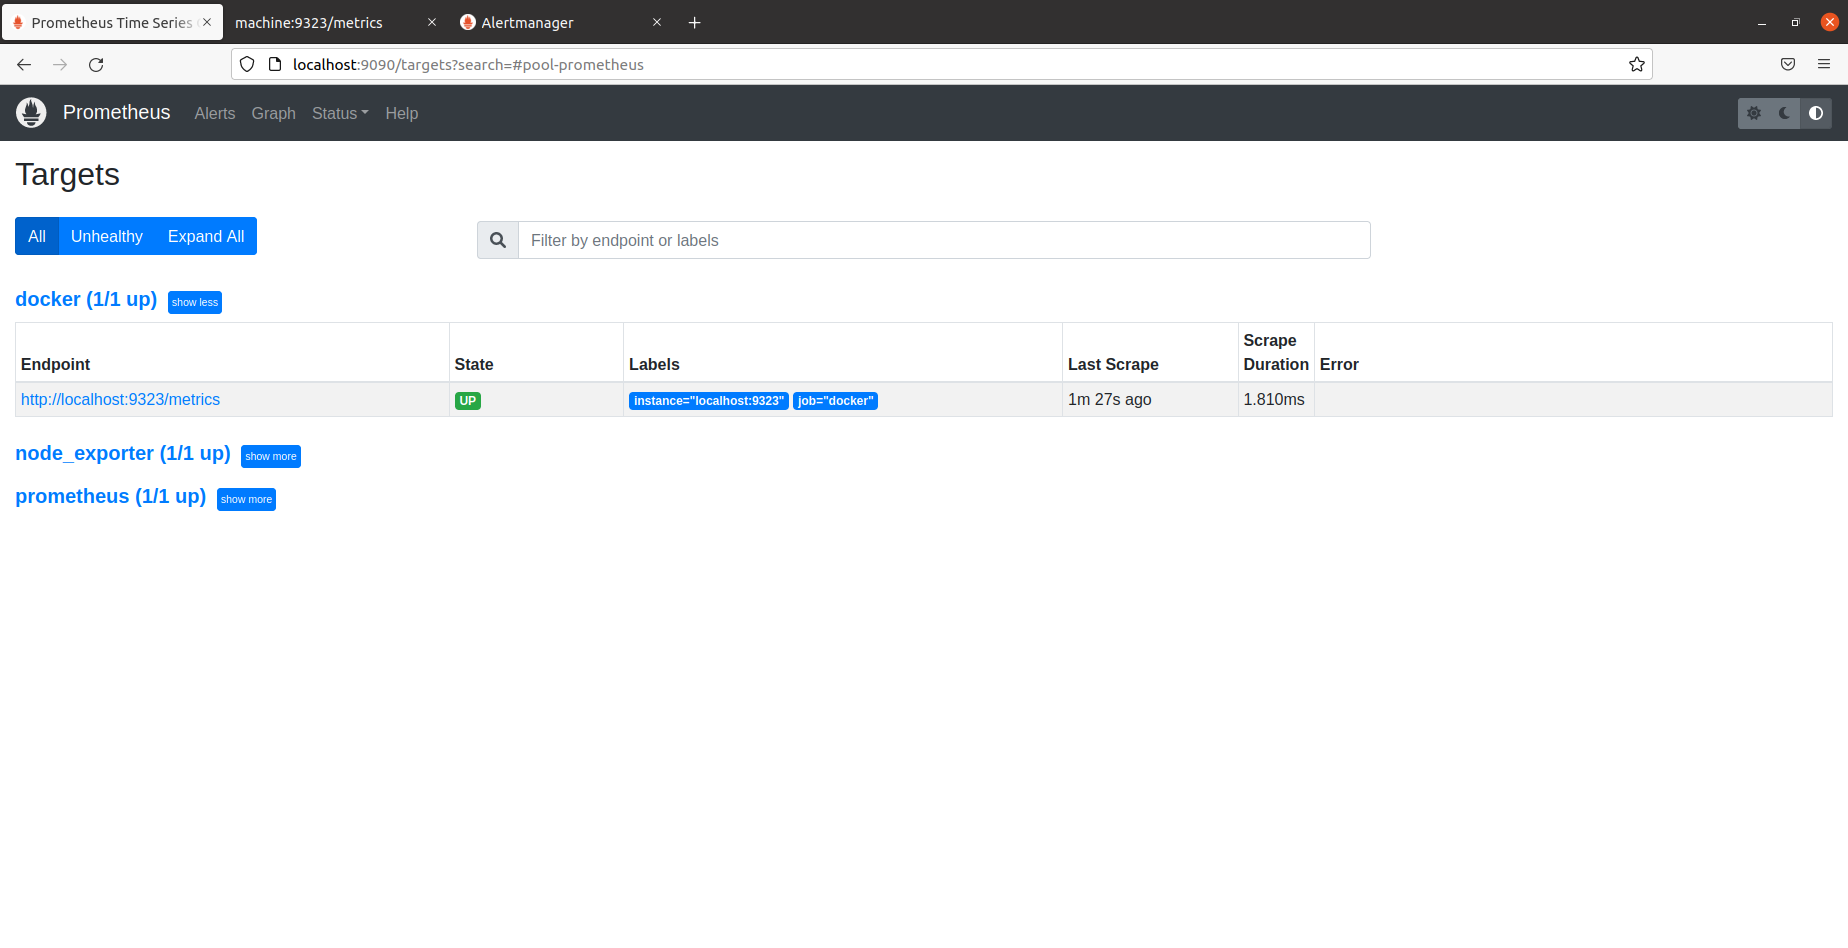 Prometheus Time Series
machine:9323/metrics
Alertmanager
localhost:9090/targets?search=#pool-prometheus
Prometheus
Alerts
Graph
Status
Help
Targets
All
Unhealthy
Expand All
Filter by endpoint or labels
docker (1/1 up)
show less
Endpoint
State
Labels
Last Scrape
Scrape
Duration
Error
http://localhost:9323/metrics
UP
instance="localhost:9323"
job="docker"
1m 27s ago
1.810ms
node_exporter (1/1 up)
show more
prometheus (1/1 up)
show more